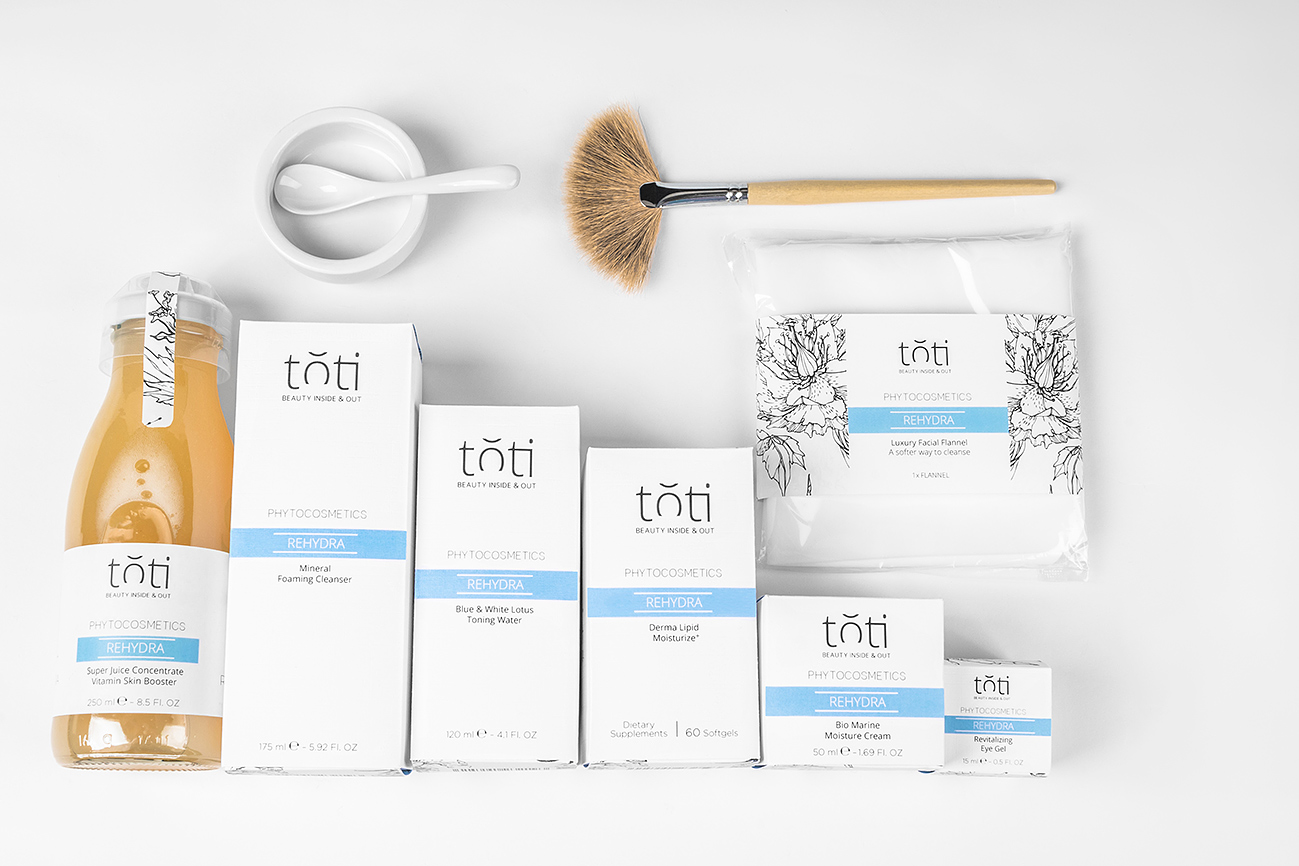 tŏti
BEAUTY INSIDE & OUT
PHYTOCOSMETICS
REHYDRA
Super Juice Concentrate
Vitamin Skin Booster
250 ml ℮ - 8.5 FL. OZ
tŏti
BEAUTY INSIDE & OUT
PHYTOCOSMETICS
REHYDRA
Mineral
Foaming Cleanser
175 ml ℮ - 5.92 FL. OZ
tŏti
BEAUTY INSIDE & OUT
PHYTOCOSMETICS
REHYDRA
Blue & White Lotus
Toning Water
120 ml ℮ - 4.1 FL. OZ
tŏti
BEAUTY INSIDE & OUT
PHYTOCOSMETICS
REHYDRA
Derma Lipid
Moisturize⁺
Dietary
Supplements | 60 Softgels
tŏti
BEAUTY INSIDE & OUT
PHYTOCOSMETICS
REHYDRA
Bio Marine
Moisture Cream
50 ml ℮ - 1.69 FL. OZ
tŏti
BEAUTY INSIDE & OUT
PHYTOCOSMETICS
REHYDRA
Revitalizing
Eye Gel
15 ml ℮ - 0.5 FL. OZ
tŏti
BEAUTY INSIDE & OUT
PHYTOCOSMETICS
REHYDRA
Luxury Facial Flannel
A softer way to cleanse
1x FLANNEL